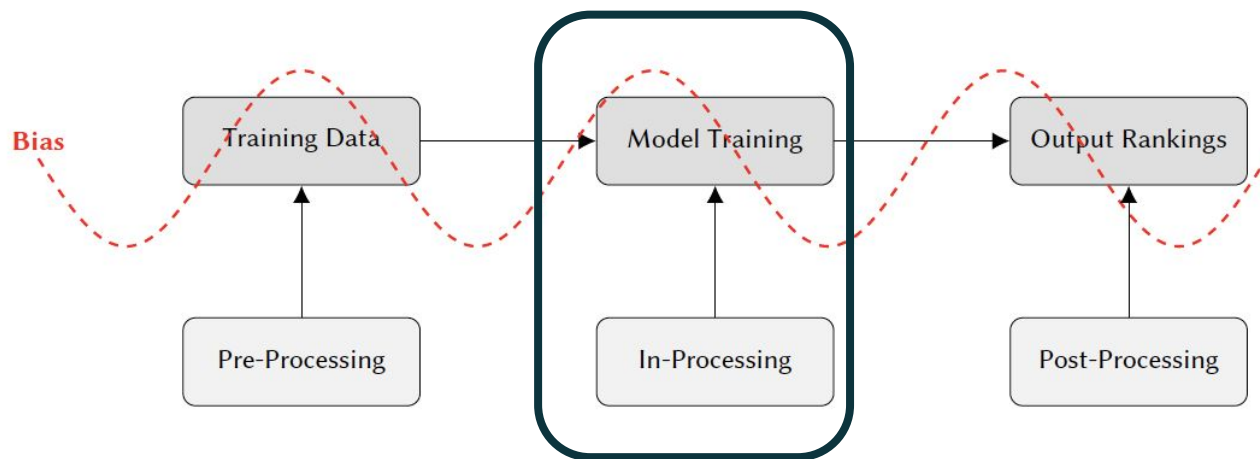 Bias
Training Data
Model Training
Output Rankings
Pre-Processing
In-Processing
Post-Processing